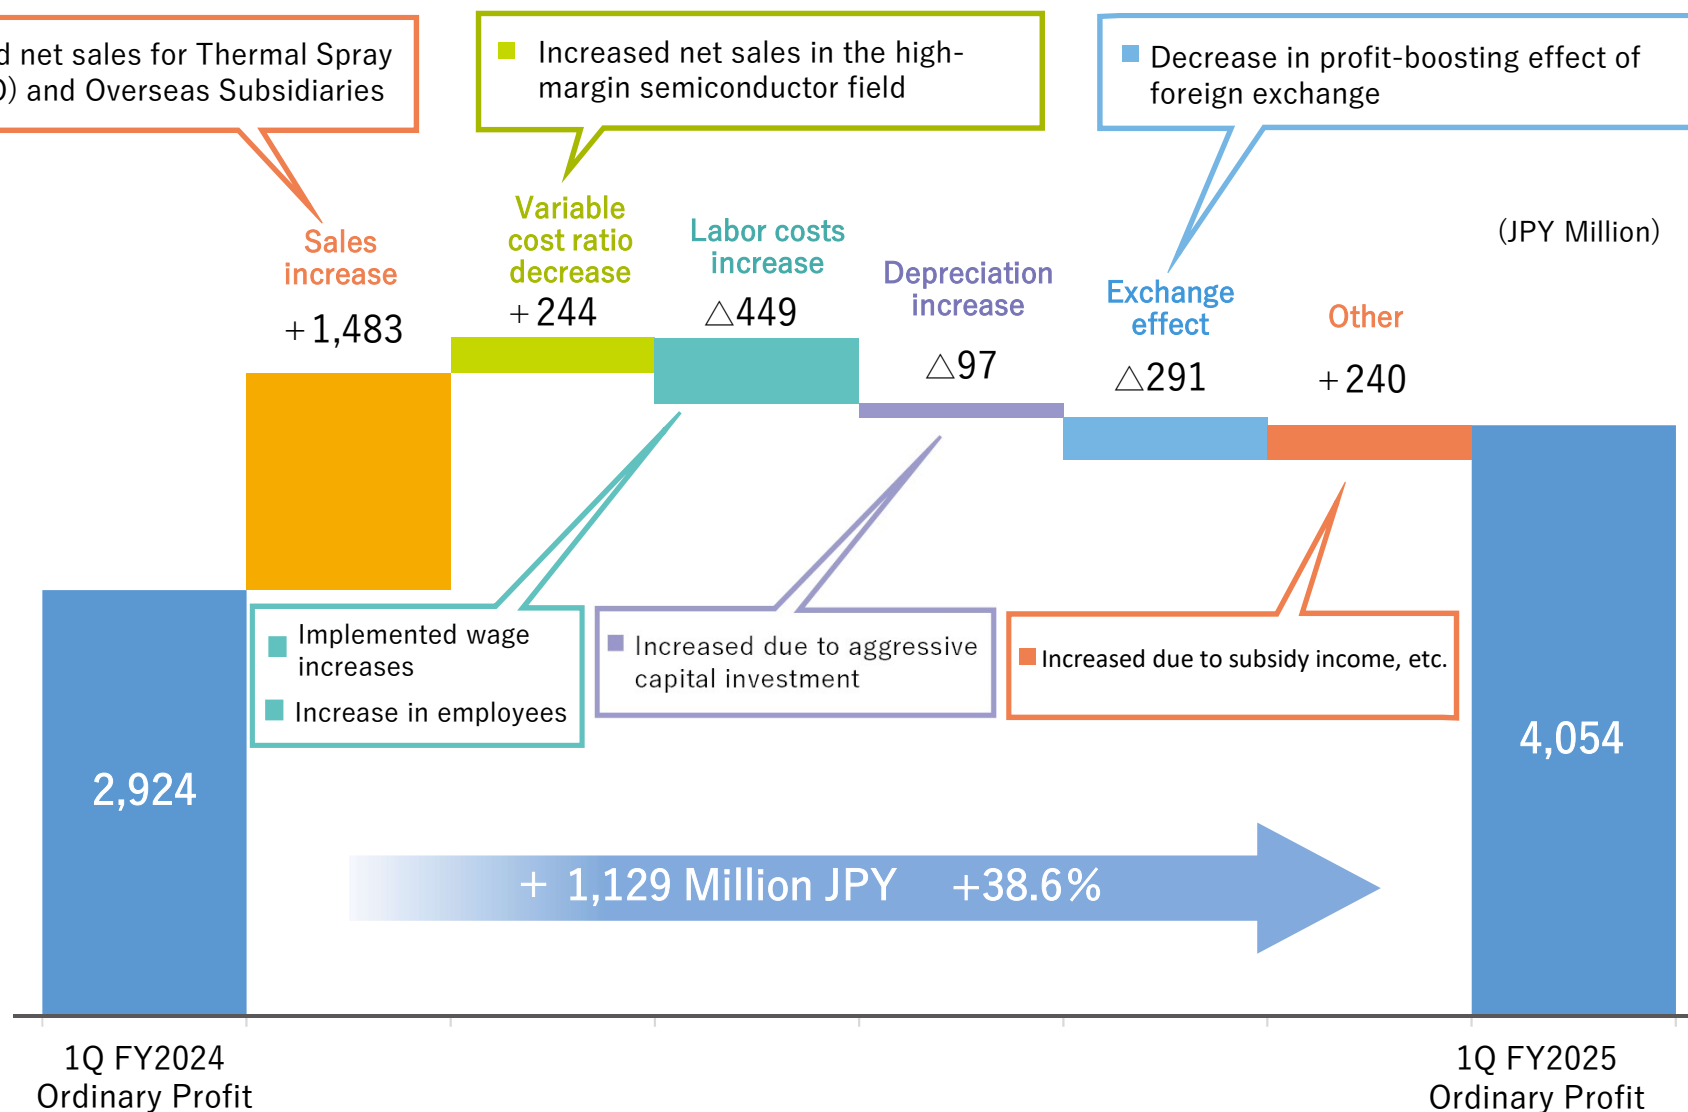 net sales for Thermal Spray
and Overseas Subsidiaries
Increased net sales in the high-
margin semiconductor field
Decrease in profit-boosting effect of
foreign exchange
(JPY Million)
Sales
increase
+1,483
Variable
cost ratio
decrease
+244
Labor costs
increase
△449
Depreciation
increase
△97
Exchange
effect
△291
Other
+240
Implemented wage
increases
Increase in employees
Increased due to aggressive
capital investment
Increased due to subsidy income, etc.
2,924
4,054
+ 1,129 Million JPY +38.6%
1Q FY2024
Ordinary Profit
1Q FY2025
Ordinary Profit